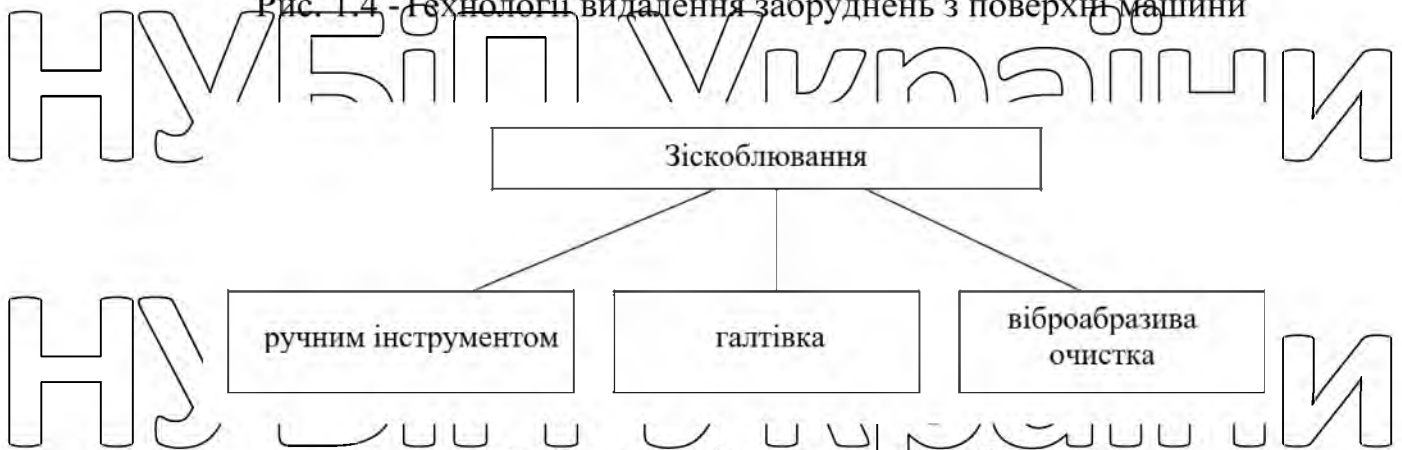 Рис. 1.4 - Технології видалення забруднень з поверхні машини
НУБіП України
Зіскоблювання
ручним інструментом
галтівка
віброабразива
очистка
НУБіП України